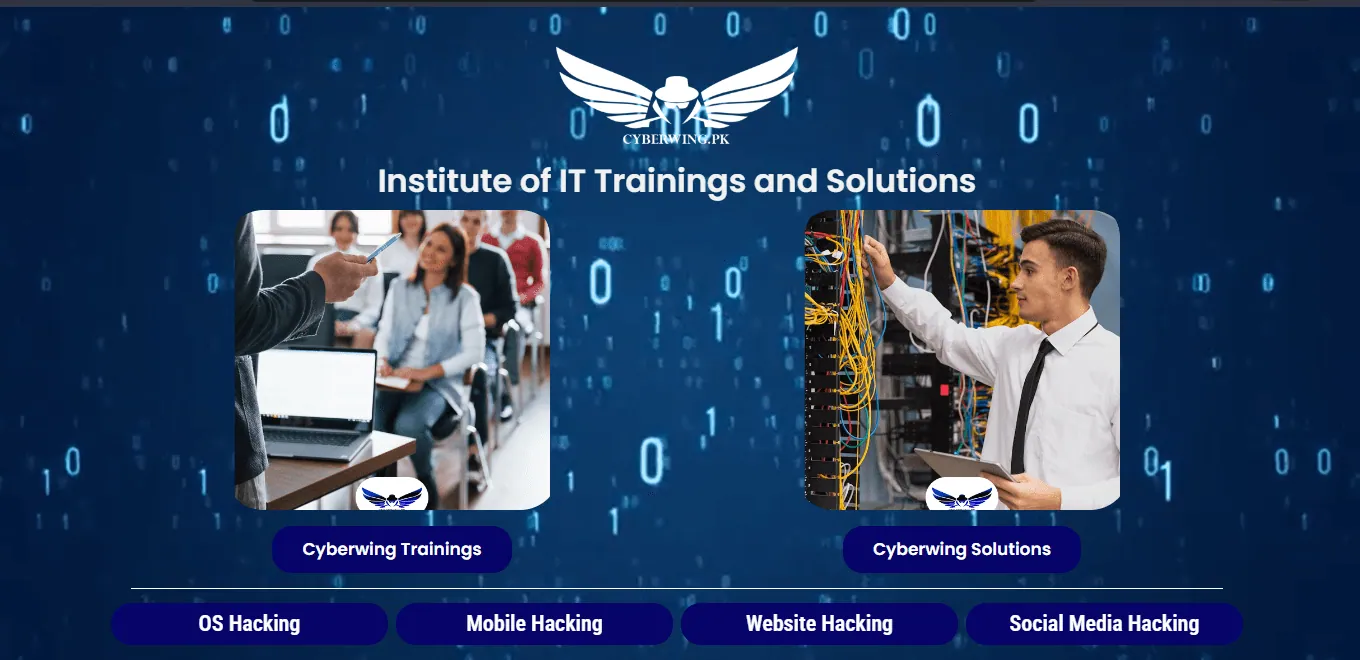 CYBERWING.PK
Institute of IT Trainings and Solutions
Cyberwing Trainings
Cyberwing Solutions
OS Hacking
Mobile Hacking
Website Hacking
Social Media Hacking